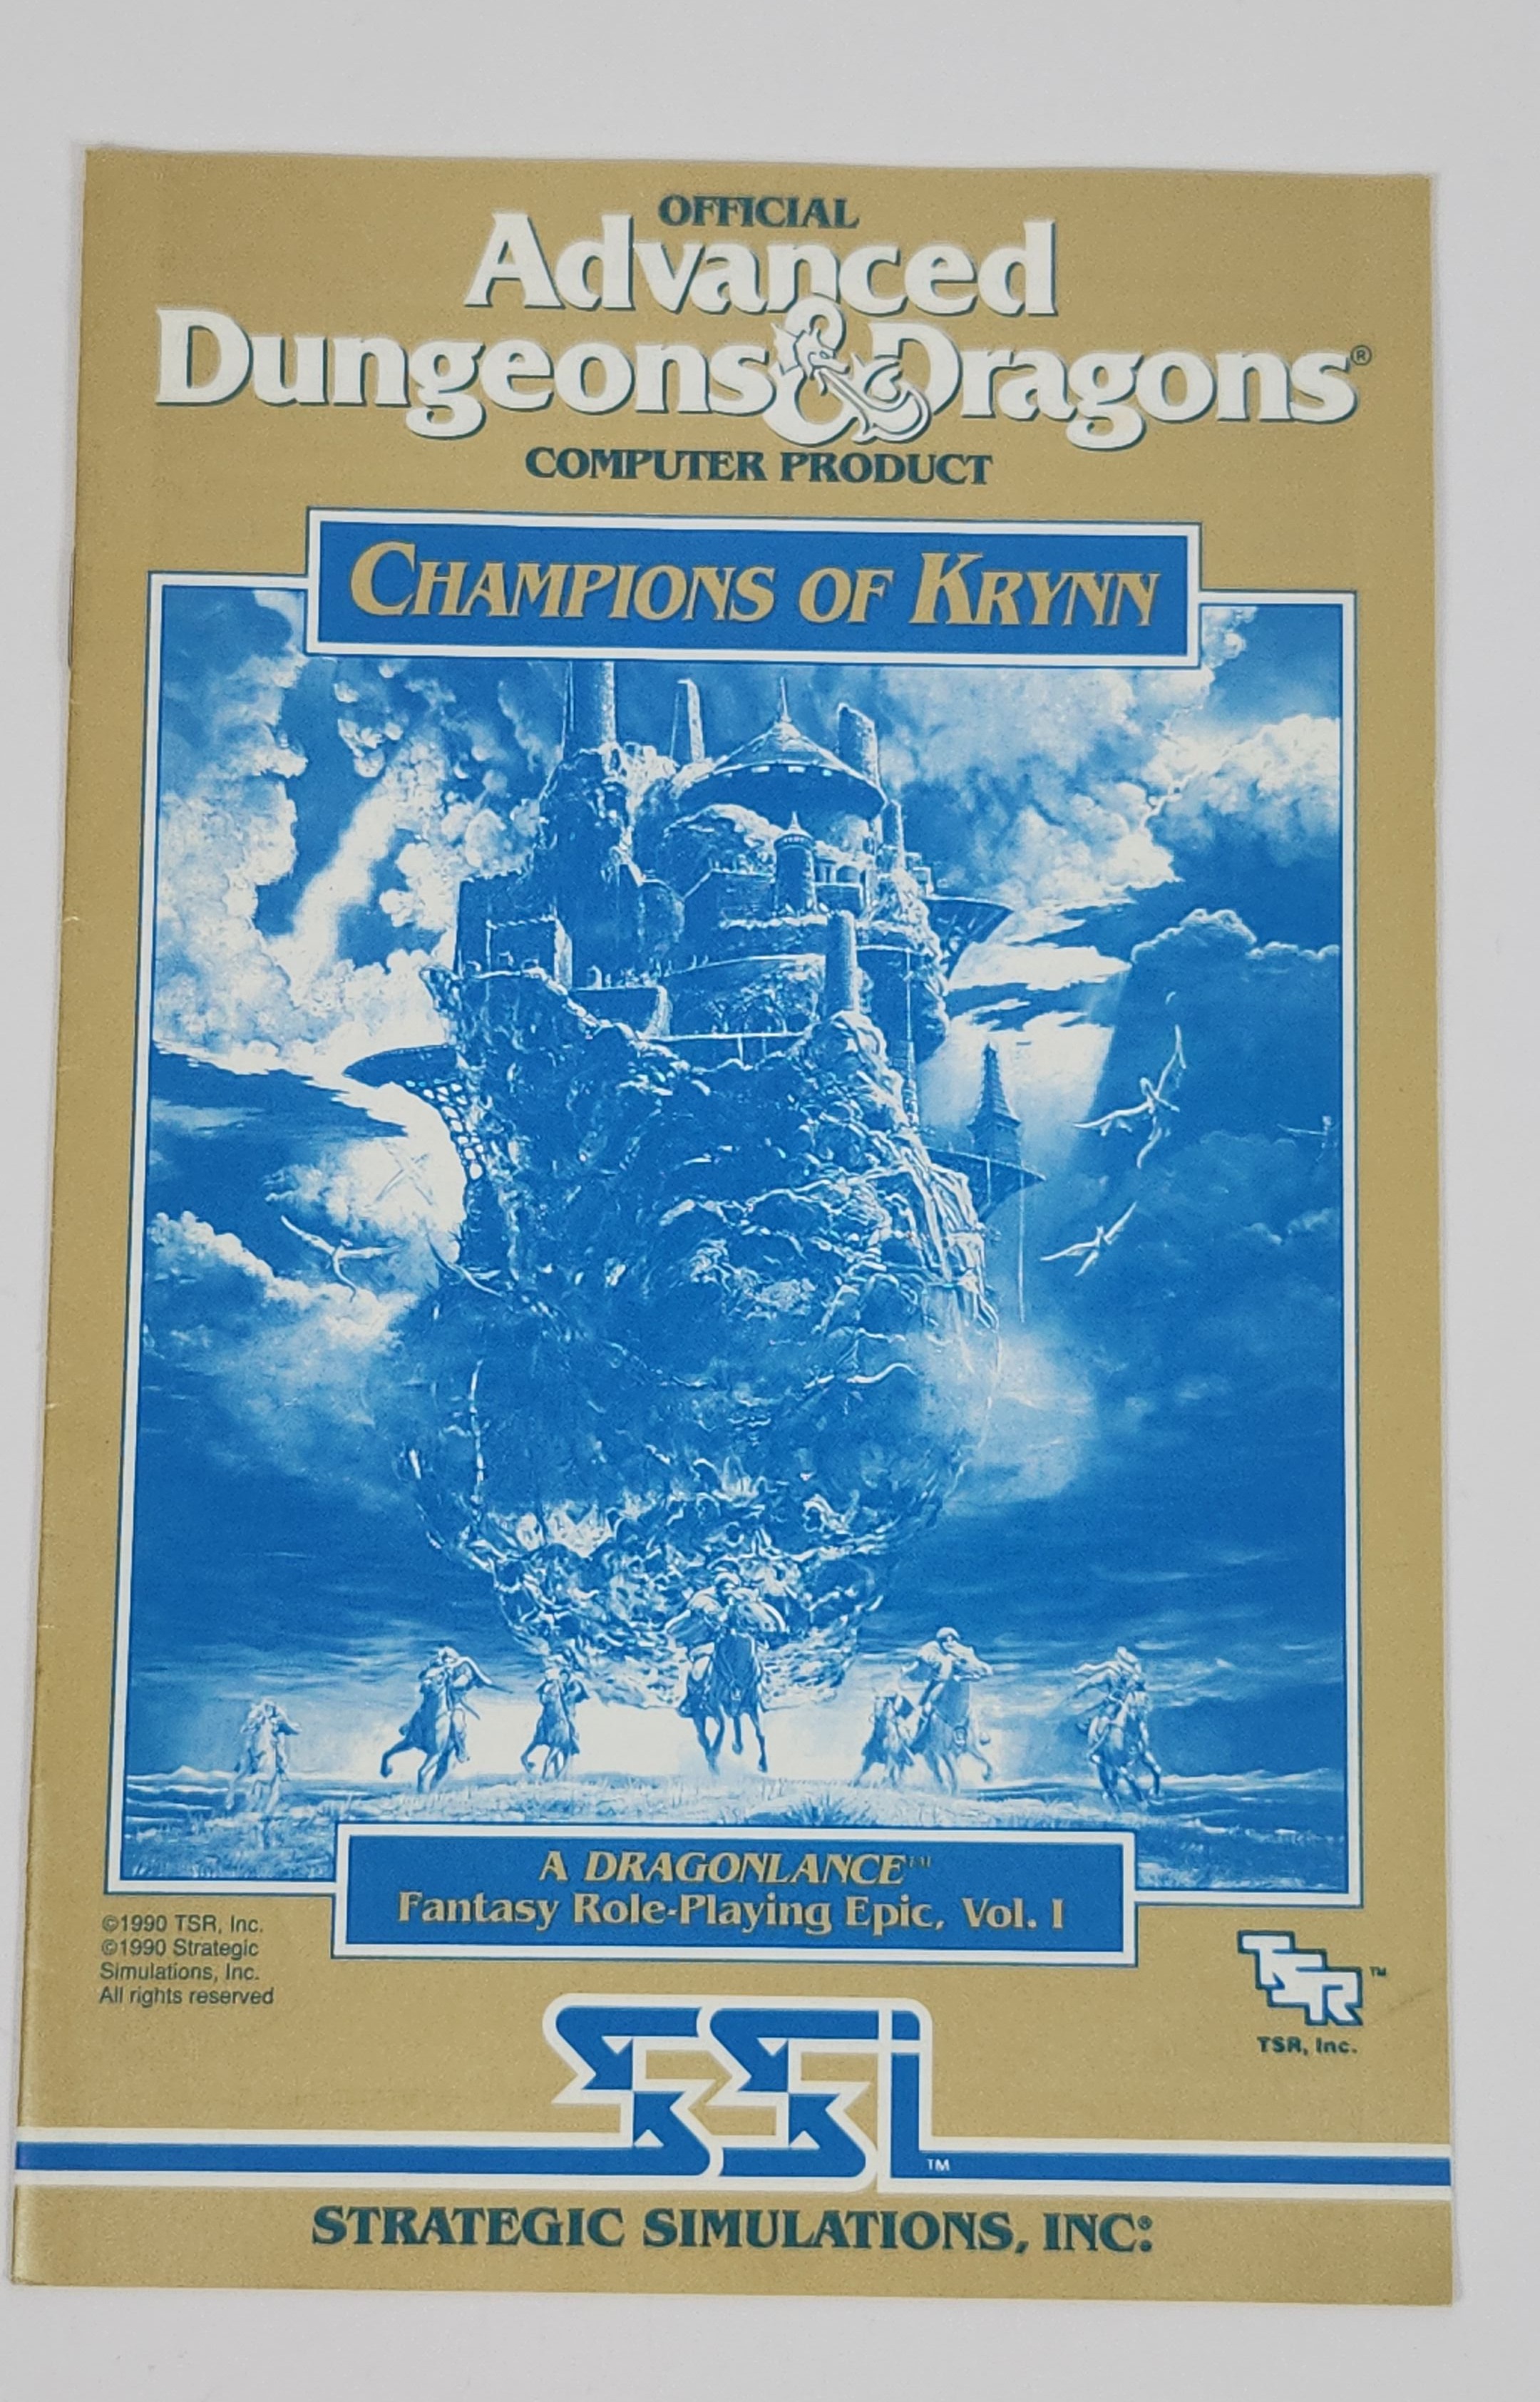 OFFICIAL
Advanced
Dungeons & Dragons®
COMPUTER PRODUCT
CHAMPIONS OF KRYNN
A DRAGONLANCE™
Fantasy Role-Playing Epic, Vol. I
©1990 TSR, Inc.
©1990 Strategic
Simulations, Inc.
All rights reserved
TSR™
TSR, Inc.
SSI™
STRATEGIC SIMULATIONS, INC.®